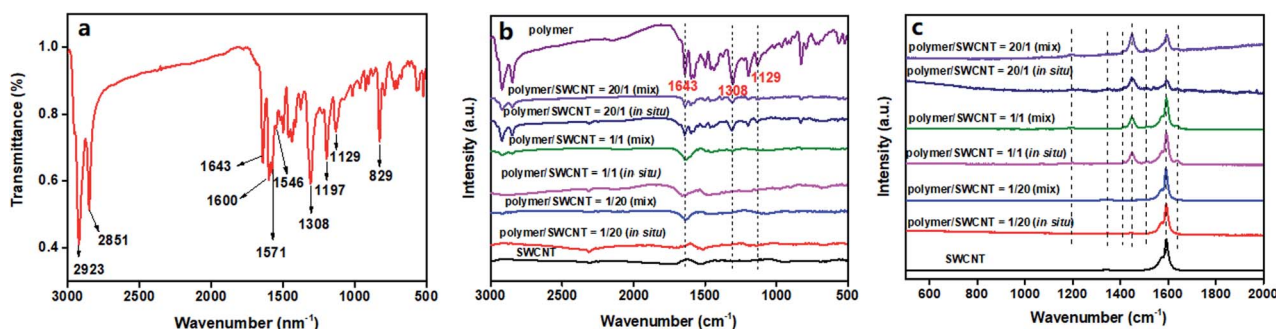 a
Transmittance (%)
1.0
0.8
0.6
0.4
2923
2851
1643
1600
1571
1546
1308
1197
1129
829
3000 2500 2000 1500 1000 500
Wavenumber (nm⁻¹)
b
Intensity (a.u.)
polymer
1643
1308
1129
polymer/SWCNT = 20/1 (mix)
polymer/SWCNT = 20/1 (in situ)
polymer/SWCNT = 1/1 (mix)
polymer/SWCNT = 1/1 (in situ)
polymer/SWCNT = 1/20 (mix)
polymer/SWCNT = 1/20 (in situ)
SWCNT
3000 2500 2000 1500 1000 500
Wavenumber (cm⁻¹)
c
Intensity (a.u.)
polymer/SWCNT = 20/1 (mix)
polymer/SWCNT = 20/1 (in situ)
polymer/SWCNT = 1/1 (mix)
polymer/SWCNT = 1/1 (in situ)
polymer/SWCNT = 1/20 (mix)
polymer/SWCNT = 1/20 (in situ)
SWCNT
600 800 1000 1200 1400 1600 1800 2000
Wavenumber (cm⁻¹)